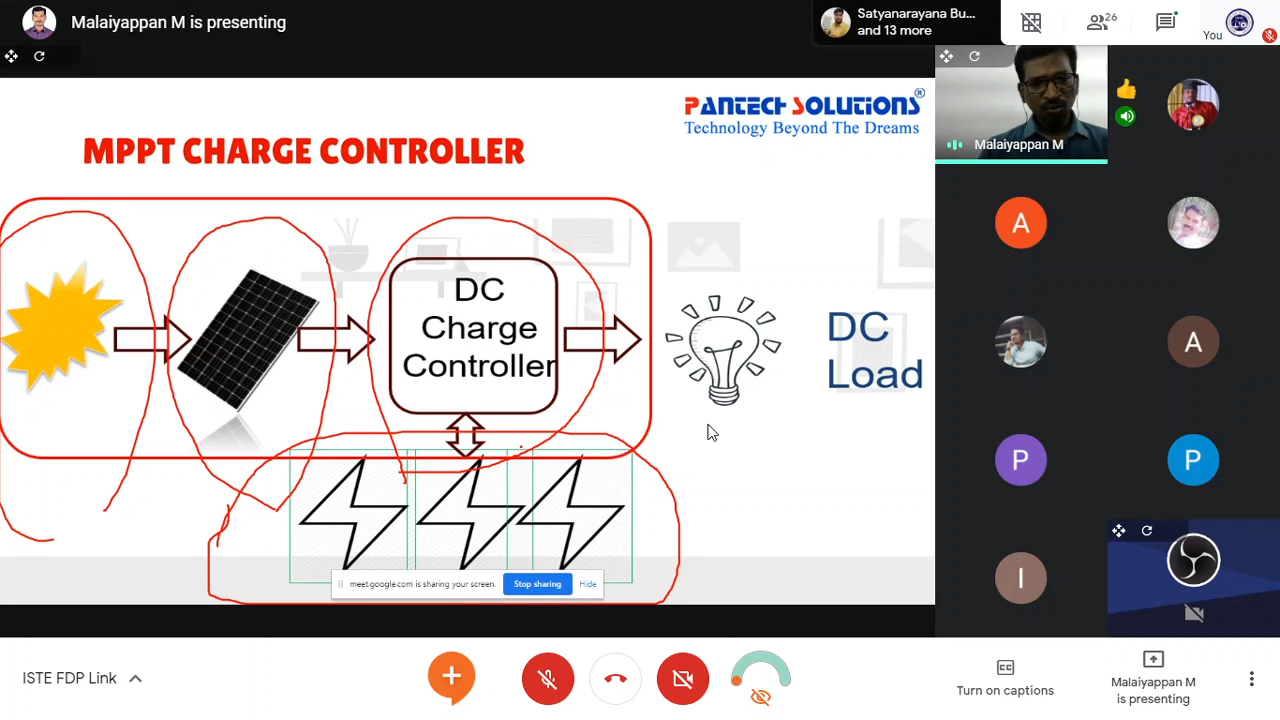 Malaiyappan M is presenting
Satyanarayana Bu...
and 13 more
26
You
PANTECH SOLUTIONS®
Technology Beyond The Dreams
MPPT CHARGE CONTROLLER
DC
Charge
Controller
DC
Load
meet.google.com is sharing your screen.
Stop sharing
Hide
Malaiyappan M
A
A
P
P
I
ISTE FDP Link
CC
Turn on captions
Malaiyappan M
is presenting